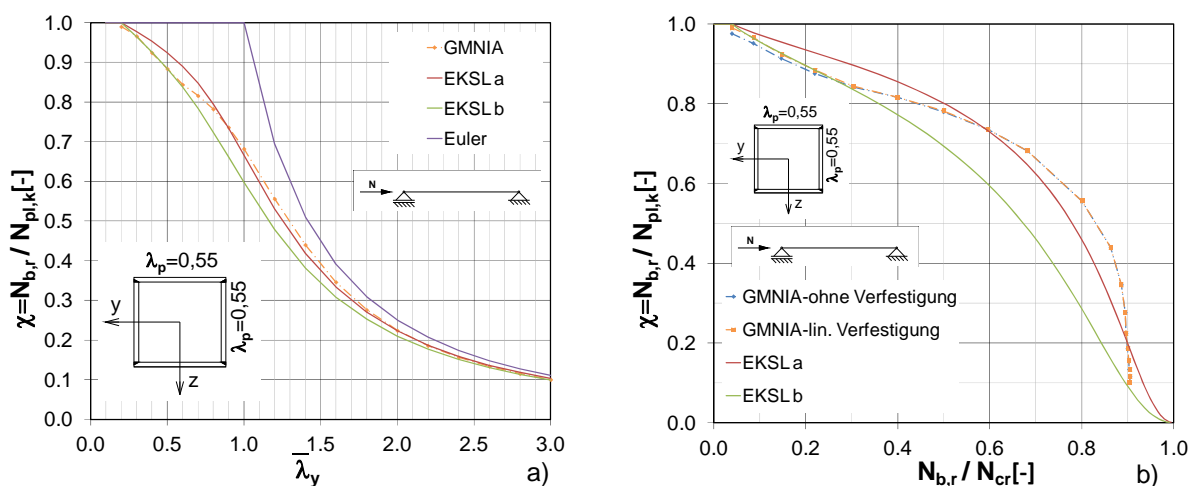 χ=N_b,r / N_pl,k[-]
1.0
0.9
0.8
0.7
0.6
0.5
0.4
0.3
0.2
0.1
0.0
GMNIA
EKSL a
EKSL b
Euler
N
λ_p=0,55
λ_p=0,55
y
z
0.0 0.5 1.0 1.5 2.0 2.5 3.0
λ̅_y
a)
χ=N_b,r / N_pl,k[-]
1.0
0.8
0.6
0.4
0.2
0.0
λ_p=0,55
λ_p=0,55
y
z
N
GMNIA-ohne Verfestigung
GMNIA-lin. Verfestigung
EKSL a
EKSL b
0.0 0.2 0.4 0.6 0.8 1.0
N_b,r / N_cr[-]
b)